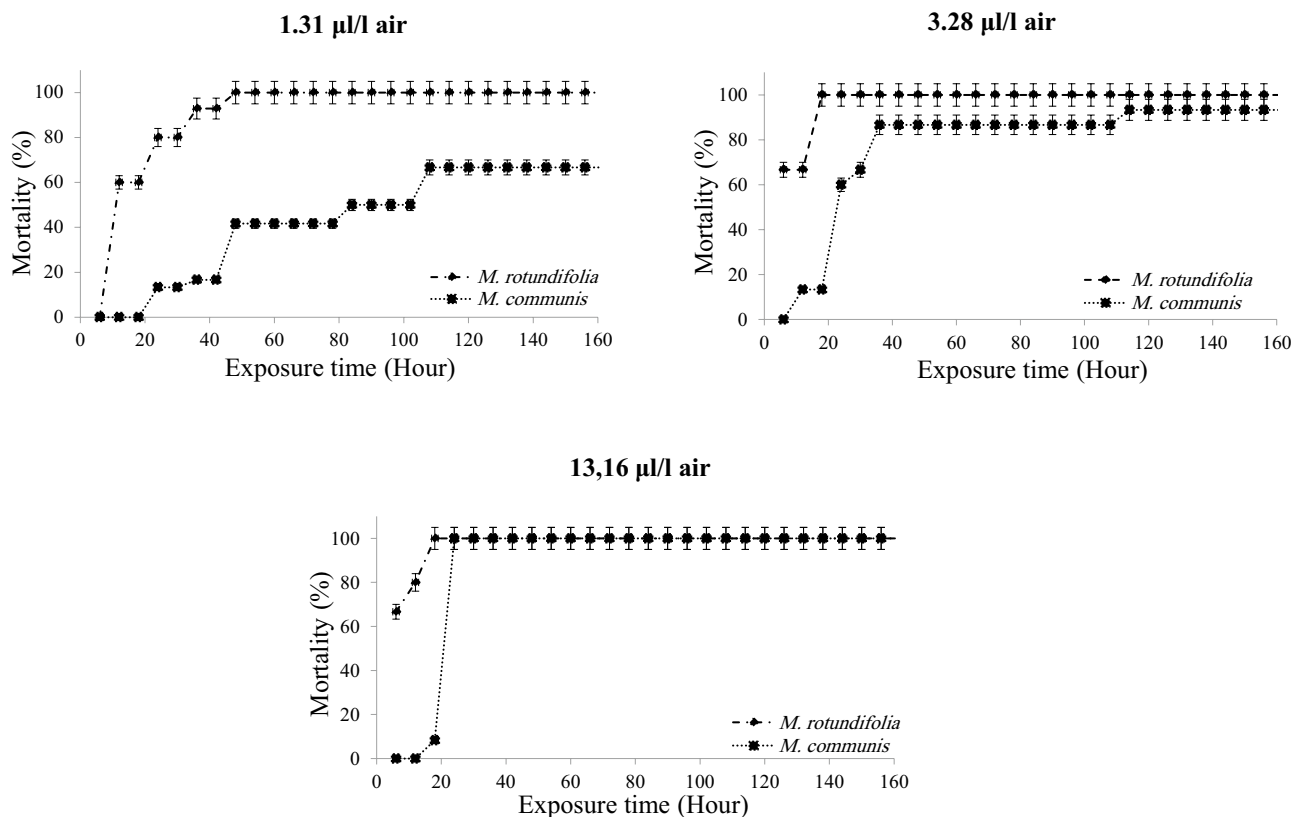 1.31 µl/l air
100
80
60
40
20
0
Mortality (%)
M. rotundifolia
M. communis
0 20 40 60 80 100 120 140 160
Exposure time (Hour)
3.28 µl/l air
100
80
60
40
20
0
Mortality (%)
M. rotundifolia
M. communis
0 20 40 60 80 100 120 140 160
Exposure time (Hour)
13,16 µl/l air
100
80
60
40
20
0
Mortality (%)
M. rotundifolia
M. communis
0 20 40 60 80 100 120 140 160
Exposure time (Hour)